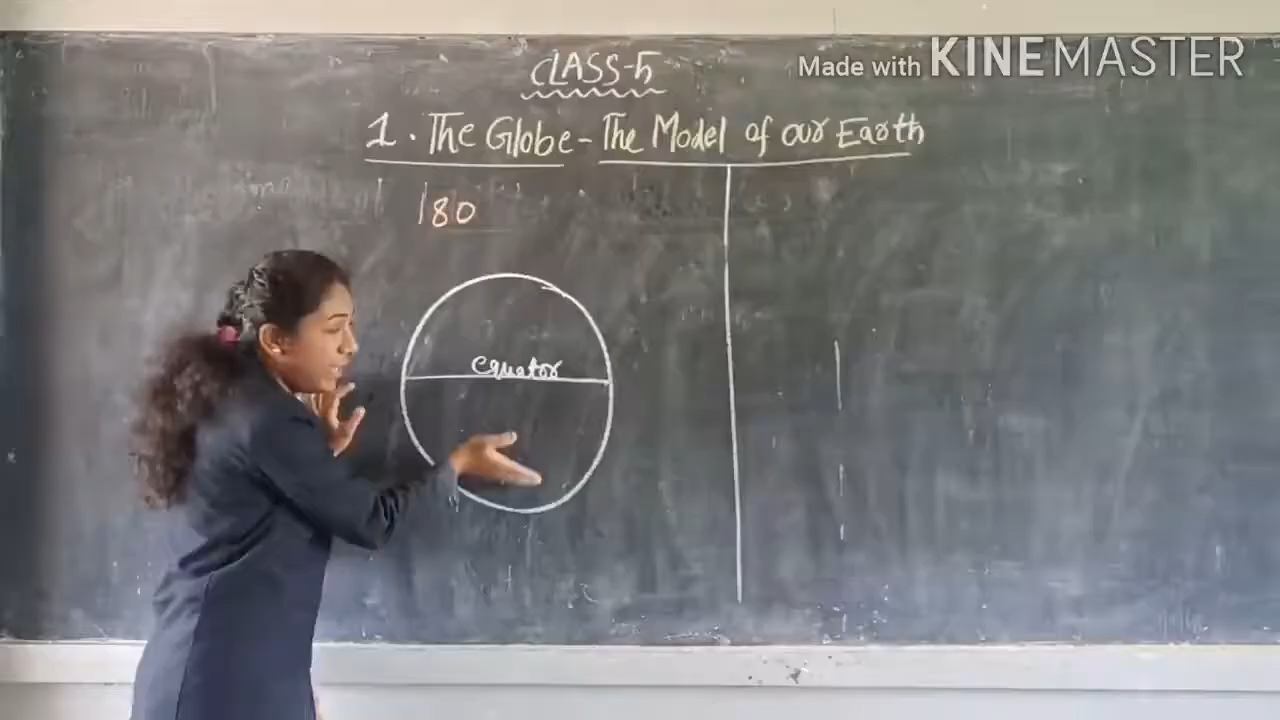 Made with KINEMASTER
CLASS-5
1. The Globe - The Model of our Earth
180
equator